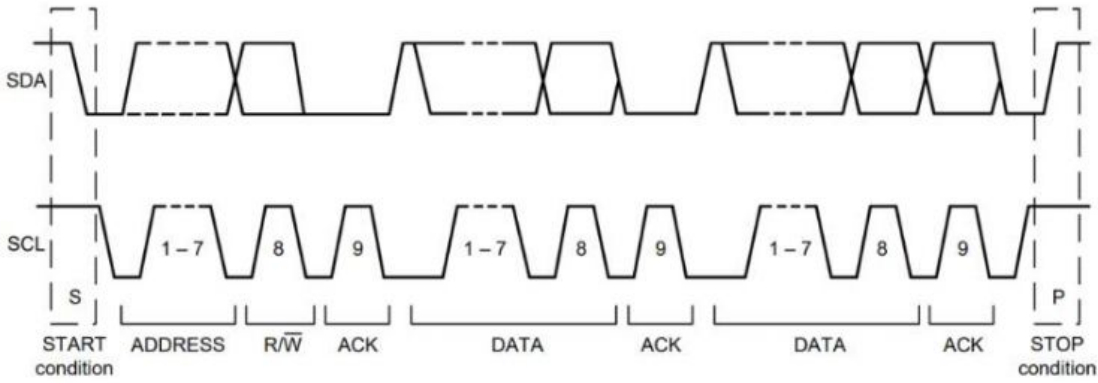 SDA
SCL
1 – 7 8 9 1 – 7 8 9 1 – 7 8 9
S P
START ADDRESS R/W̅ ACK DATA ACK DATA ACK STOP
condition condition